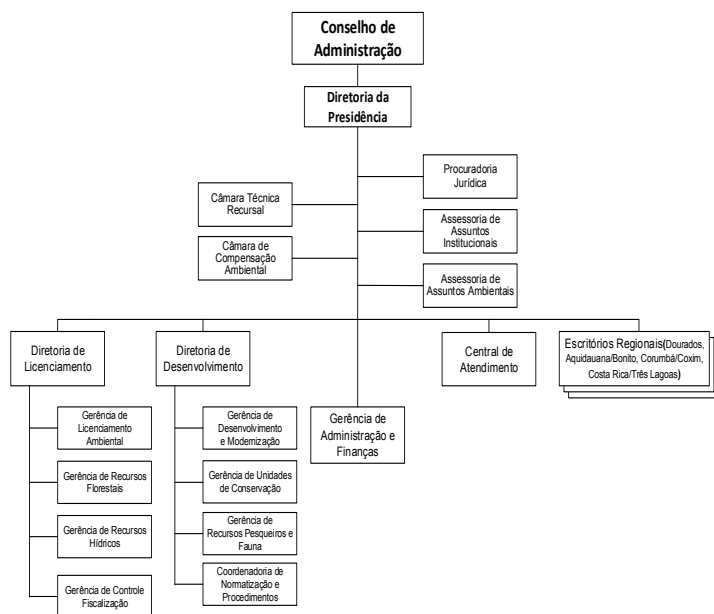 Conselho de
Administração
Diretoria da
Presidência
Procuradoria
Jurídica
Câmara Técnica
Recursal
Assessoria de
Assuntos
Institucionais
Câmara de
Compensação
Ambiental
Assessoria de
Assuntos Ambientais
Diretoria de
Licenciamento
Diretoria de
Desenvolvimento
Central de
Atendimento
Escritórios Regionais(Dourados,
Aquidauana/Bonito, Corumbá/Coxim,
Costa Rica/Três Lagoas)
Gerência de
Licenciamento
Ambiental
Gerência de
Desenvolvimento
e Modernização
Gerência de
Administração e
Finanças
Gerência de Recursos
Florestais
Gerência de Unidades
de Conservação
Gerência de Recursos
Hídricos
Gerência de
Recursos Pesqueiros e
Fauna
Gerência de Controle
Fiscalização
Coordenadoria de
Normatização e
Procedimentos